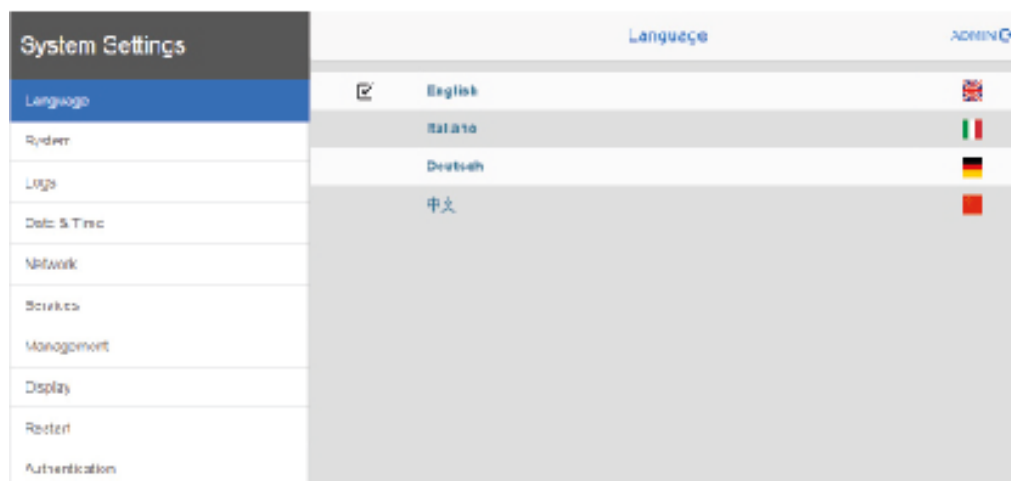 System Settings
Language
System
Logs
Date & Time
Network
Services
Management
Display
Restart
Authentication
Language
ADMIN
English
Italiano
Deutsch
中文